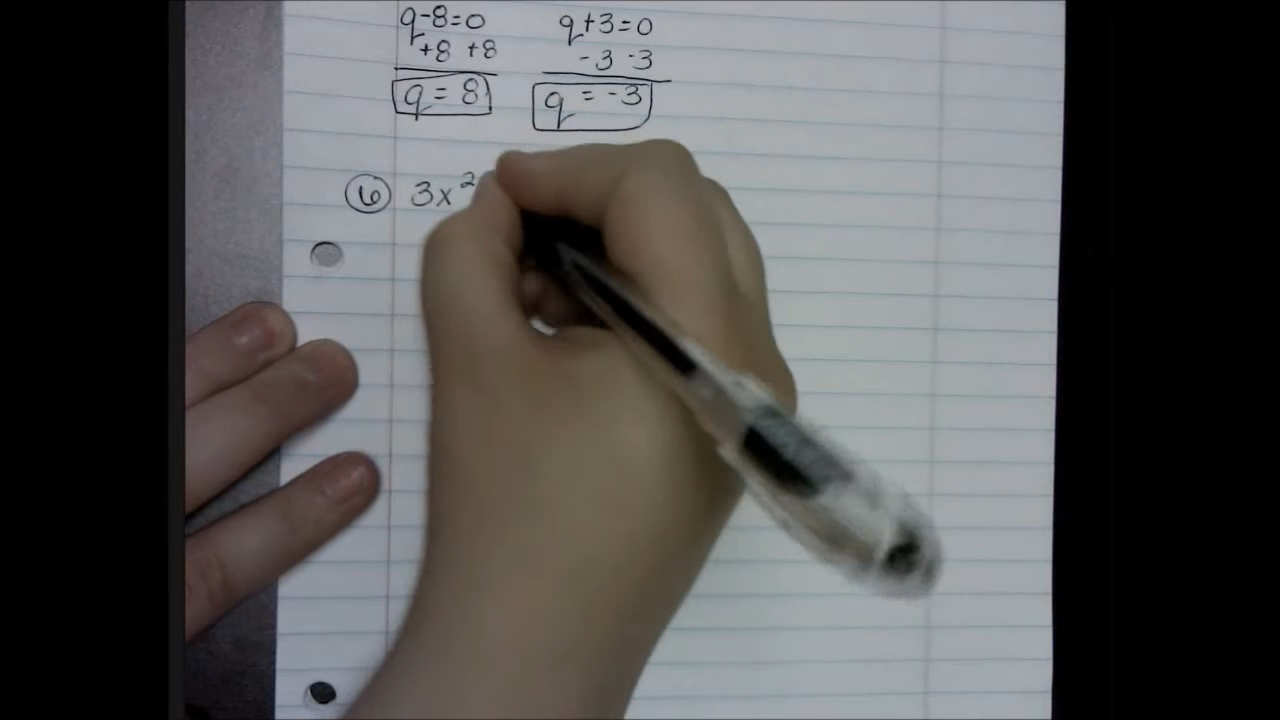 q-8=0 q+3=0
+8 +8 -3 -3
q = 8 q = -3
6 3x²